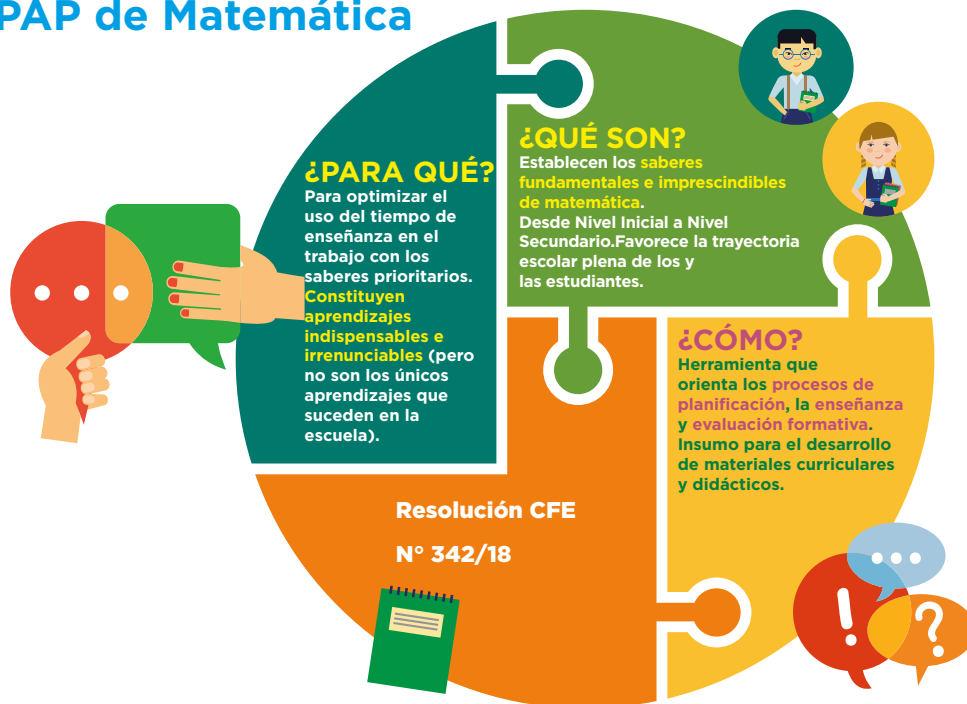 PAP de Matemática
¿PARA QUÉ?
Para optimizar el
uso del tiempo de
enseñanza en el
trabajo con los
saberes prioritarios.
Constituyen
aprendizajes
indispensables e
irrenunciables (pero
no son los únicos
aprendizajes que
suceden en la
escuela).
¿QUÉ SON?
Establecen los saberes
fundamentales e imprescindibles
de matemática.
Desde Nivel Inicial a Nivel
Secundario.Favorece la trayectoria
escolar plena de los y
las estudiantes.
¿CÓMO?
Herramienta que
orienta los procesos de
planificación, la enseñanza
y evaluación formativa.
Insumo para el desarrollo
de materiales curriculares
y didácticos.
Resolución CFE
N° 342/18